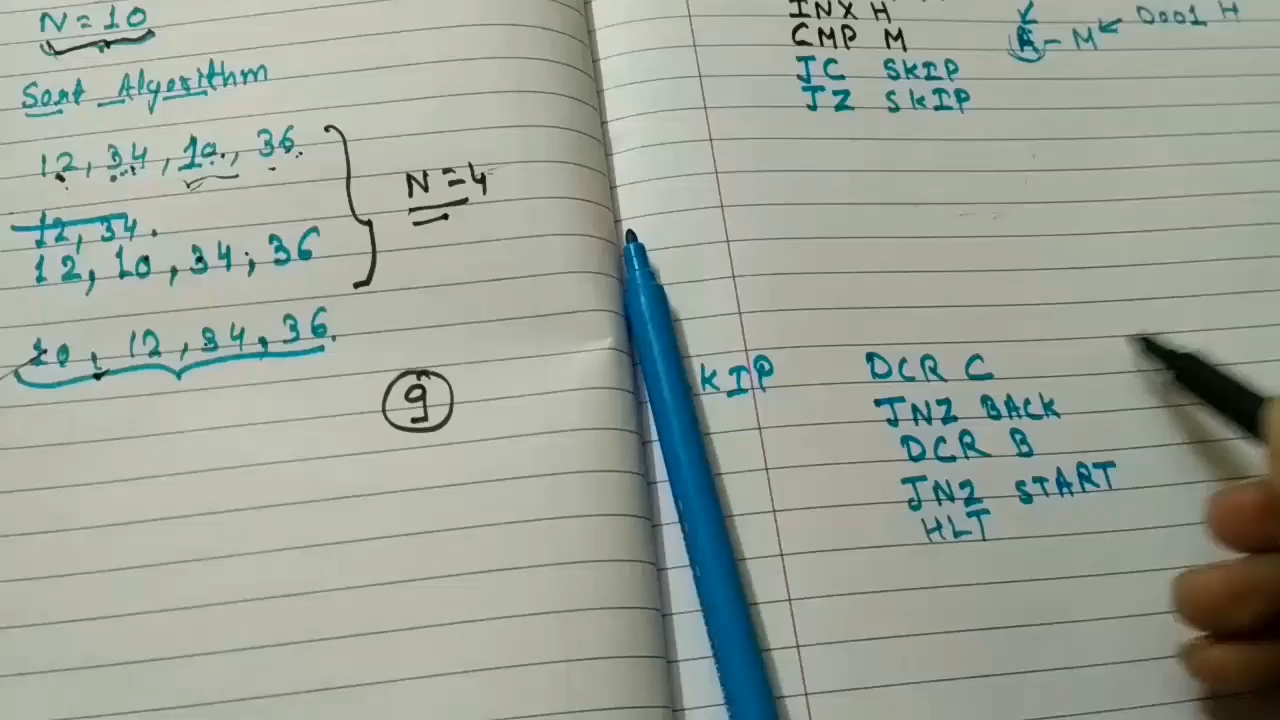 N = 10
Sort Algorithm
12, 34, 10, 36
N = 4
12, 34.
12, 10, 34, 36
10, 12, 34, 36.
9
INX H
CMP M
A - M ← 0001 H
JC SKIP
JZ SKIP
KIP DCR C
JNZ BACK
DCR B
JNZ START
HLT